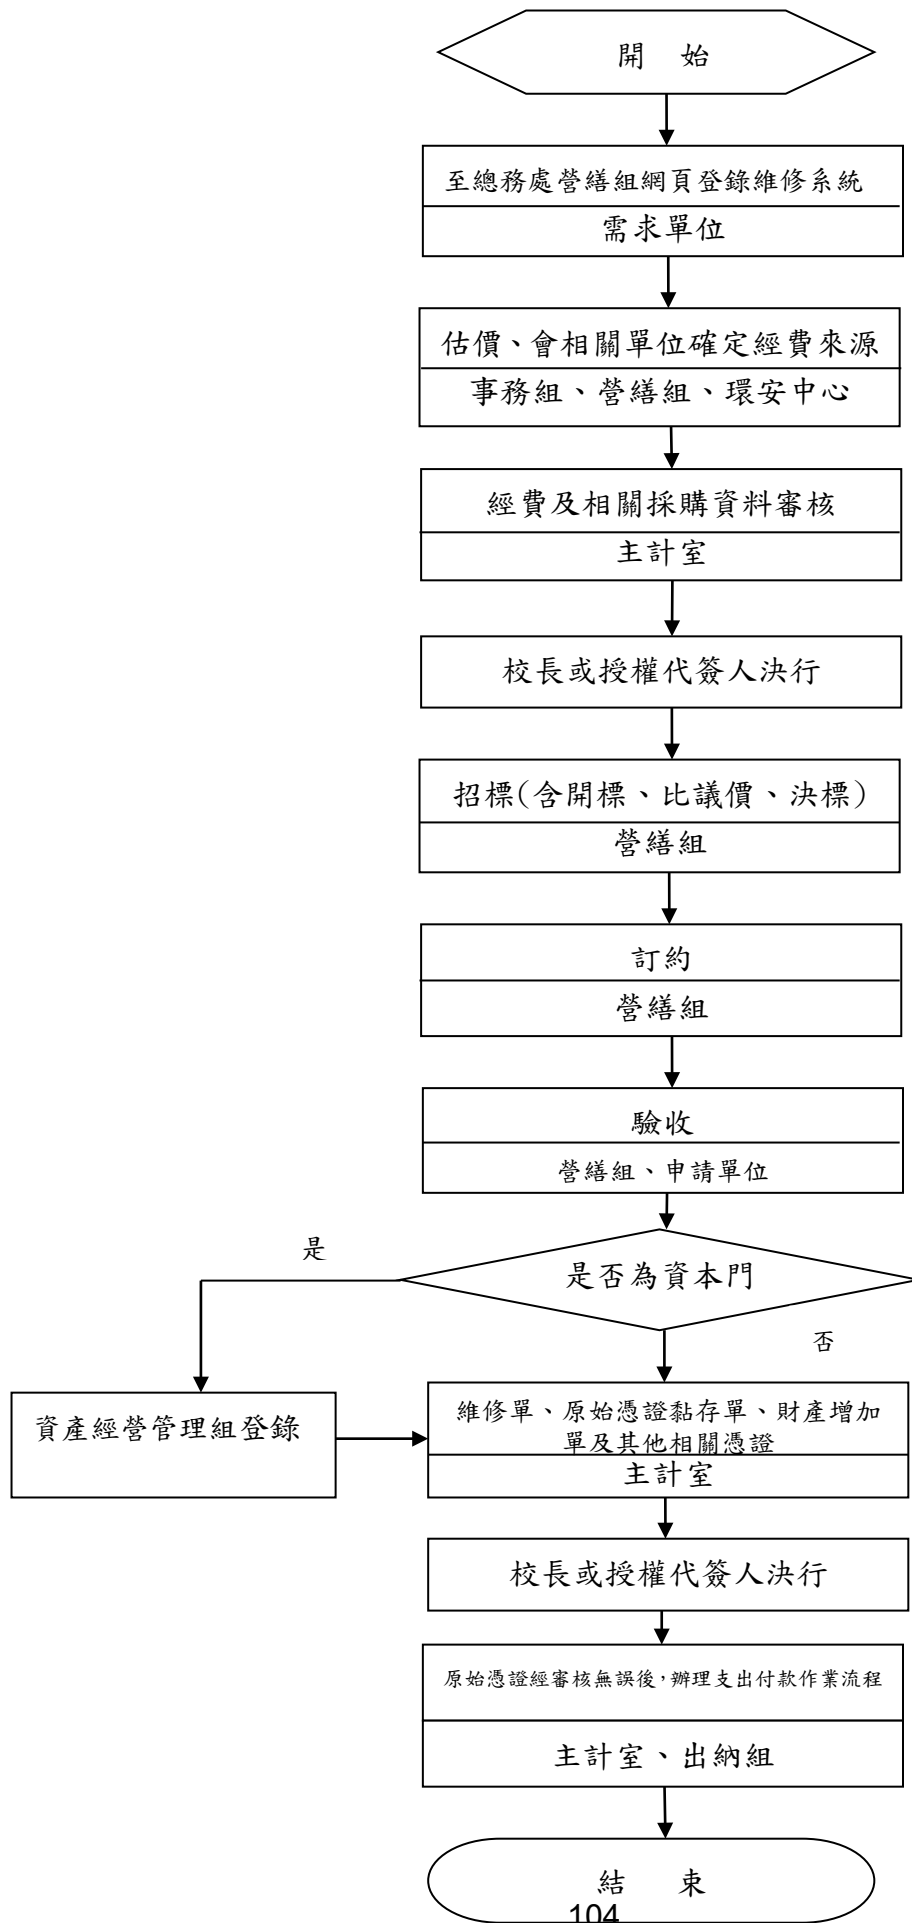 開 始
至總務處營繕組網頁登錄維修系統
需求單位
估價、會相關單位確定經費來源
事務組、營繕組、環安中心
經費及相關採購資料審核
主計室
校長或授權代簽人決行
招標(含開標、比議價、決標)
營繕組
訂約
營繕組
驗收
營繕組、申請單位
是
是否為資本門
否
資產經營管理組登錄
維修單、原始憑證黏存單、財產增加
單及其他相關憑證
主計室
校長或授權代簽人決行
原始憑證經審核無誤後，辦理支出付款作業流程
主計室、出納組
結 束
104